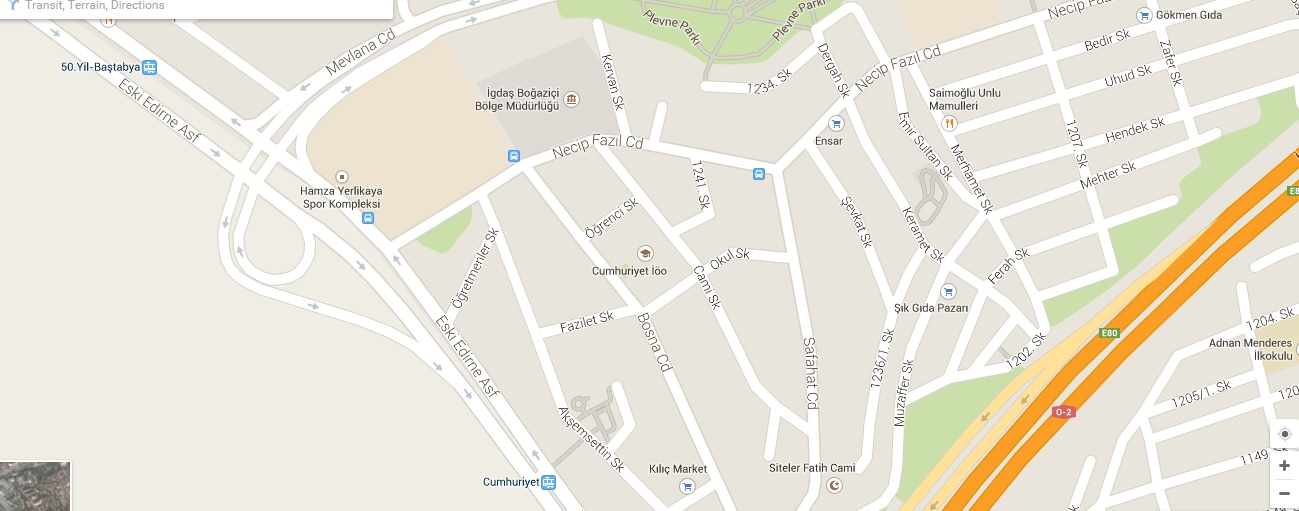 Transit, Terrain, Directions
Plevne Parkı
Plevne Parkı
Necip Fazıl
Gökmen Gıda
Mevlana Cd
50.Yıl-Baştabya
Eski Edirne Asf
Kervan Sk
Dergah Sk
Necip Fazıl Cd
Bedir Sk
Zafer Sk
Uhud Sk
1234. Sk
İgdaş Boğaziçi
Bölge Müdürlüğü
Saimoğlu Unlu
Mamulleri
Hendek Sk
Ensar
Necip Fazıl Cd
Emir Sultan Sk
Merhamet Sk
1207. Sk
Mehter Sk
Hamza Yerlikaya
Spor Kompleksi
1241. Sk
Şevkat Sk
Öğrenci Sk
Keramet Sk
Öğretmenler Sk
Okul Sk
Cumhuriyet İöo
Cami Sk
Ferah Sk
Şık Gıda Pazarı
E80
Fazilet Sk
Bosna Cd
Eski Edirne Asf
Safahat Cd
1236/1. Sk
Muzaffer Sk
1202. Sk
1204. Sk
Adnan Menderes
İlkokulu
1205/1. Sk
O-2
Akşemsettin Sk
Kılıç Market
Siteler Fatih Cami
Cumhuriyet
1149. Sk